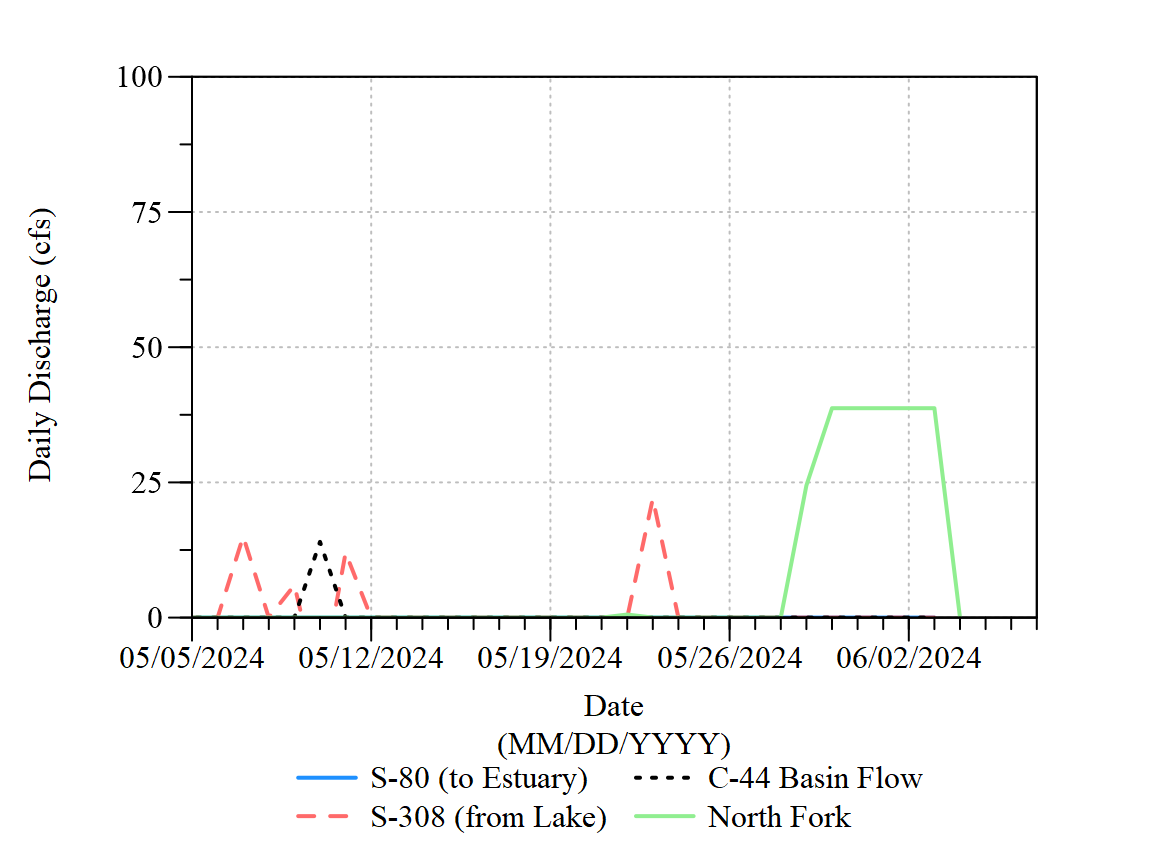 100
75
50
25
0
Daily Discharge (cfs)
05/05/2024 05/12/2024 05/19/2024 05/26/2024 06/02/2024
Date
(MM/DD/YYYY)
S-80 (to Estuary) C-44 Basin Flow
S-308 (from Lake) North Fork